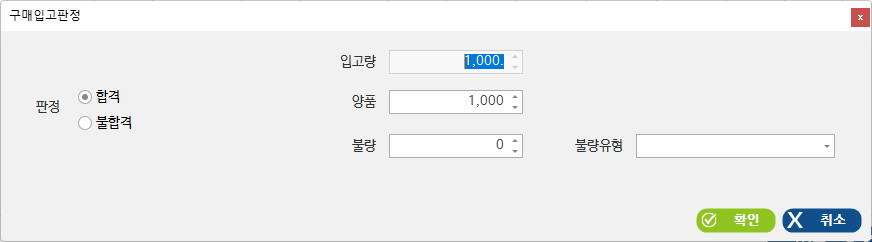 구매입고판정
x
입고량 1,000.
판정
합격
불합격
양품 1,000
불량 0
불량유형
확인
취소